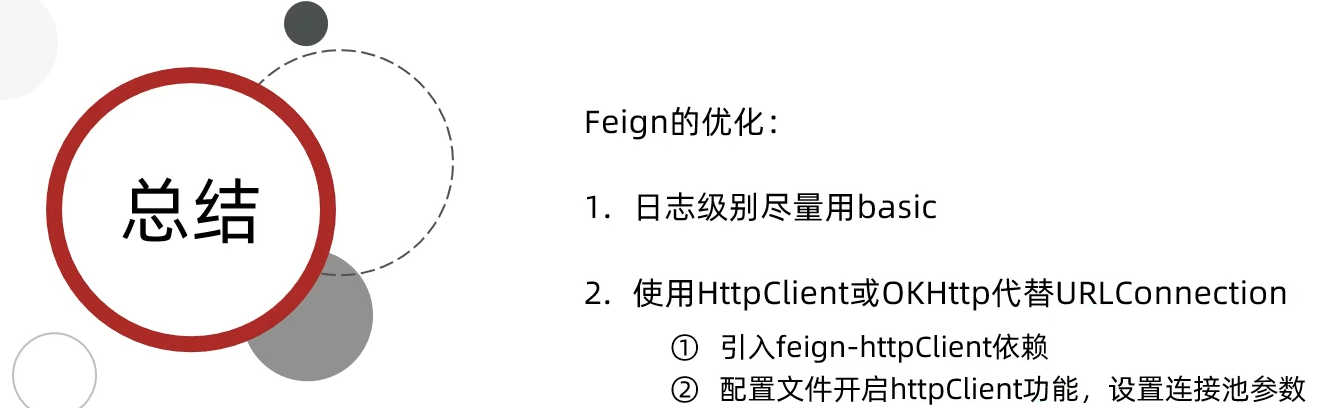 总结
Feign的优化：
1. 日志级别尽量用basic
2. 使用HttpClient或OKHttp代替URLConnection
① 引入feign-httpClient依赖
② 配置文件开启httpClient功能，设置连接池参数